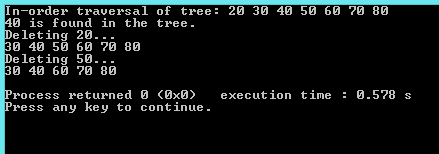 In-order traversal of tree: 20 30 40 50 60 70 80
40 is found in the tree.
Deleting 20...
30 40 50 60 70 80
Deleting 50...
30 40 60 70 80
Process returned 0 (0x0)   execution time : 0.578 s
Press any key to continue.